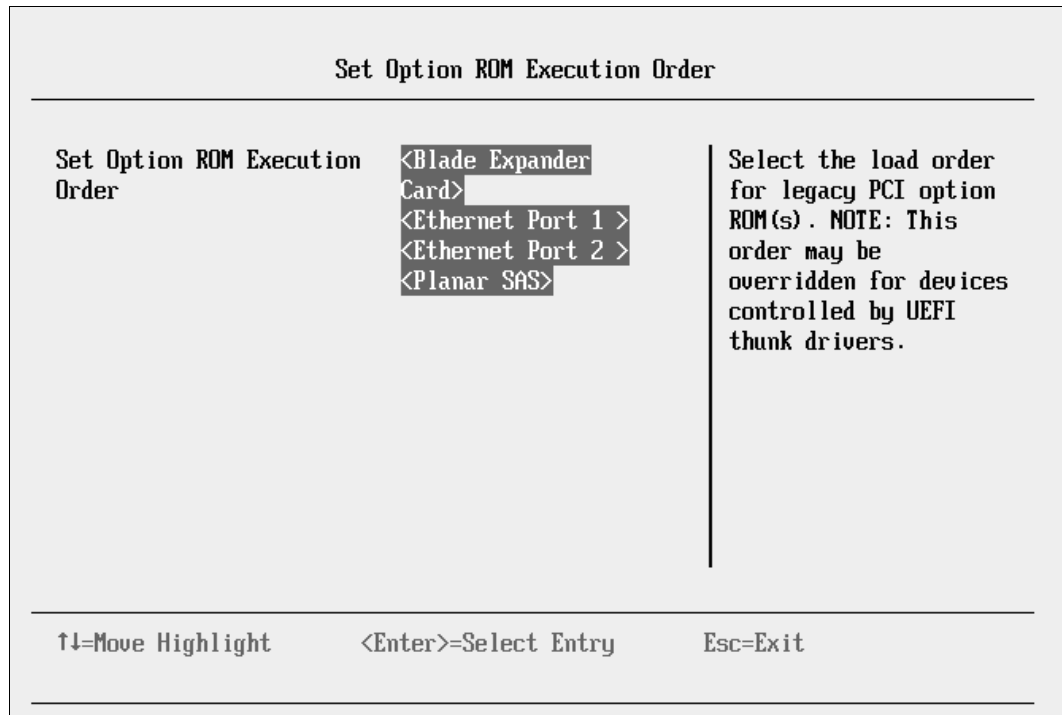 Set Option ROM Execution Order
Set Option ROM Execution
Order
<Blade Expander
Card>
<Ethernet Port 1 >
<Ethernet Port 2 >
<Planar SAS>
Select the load order
for legacy PCI option
ROM(s). NOTE: This
order may be
overridden for devices
controlled by UEFI
thunk drivers.
↑↓=Move Highlight <Enter>=Select Entry Esc=Exit